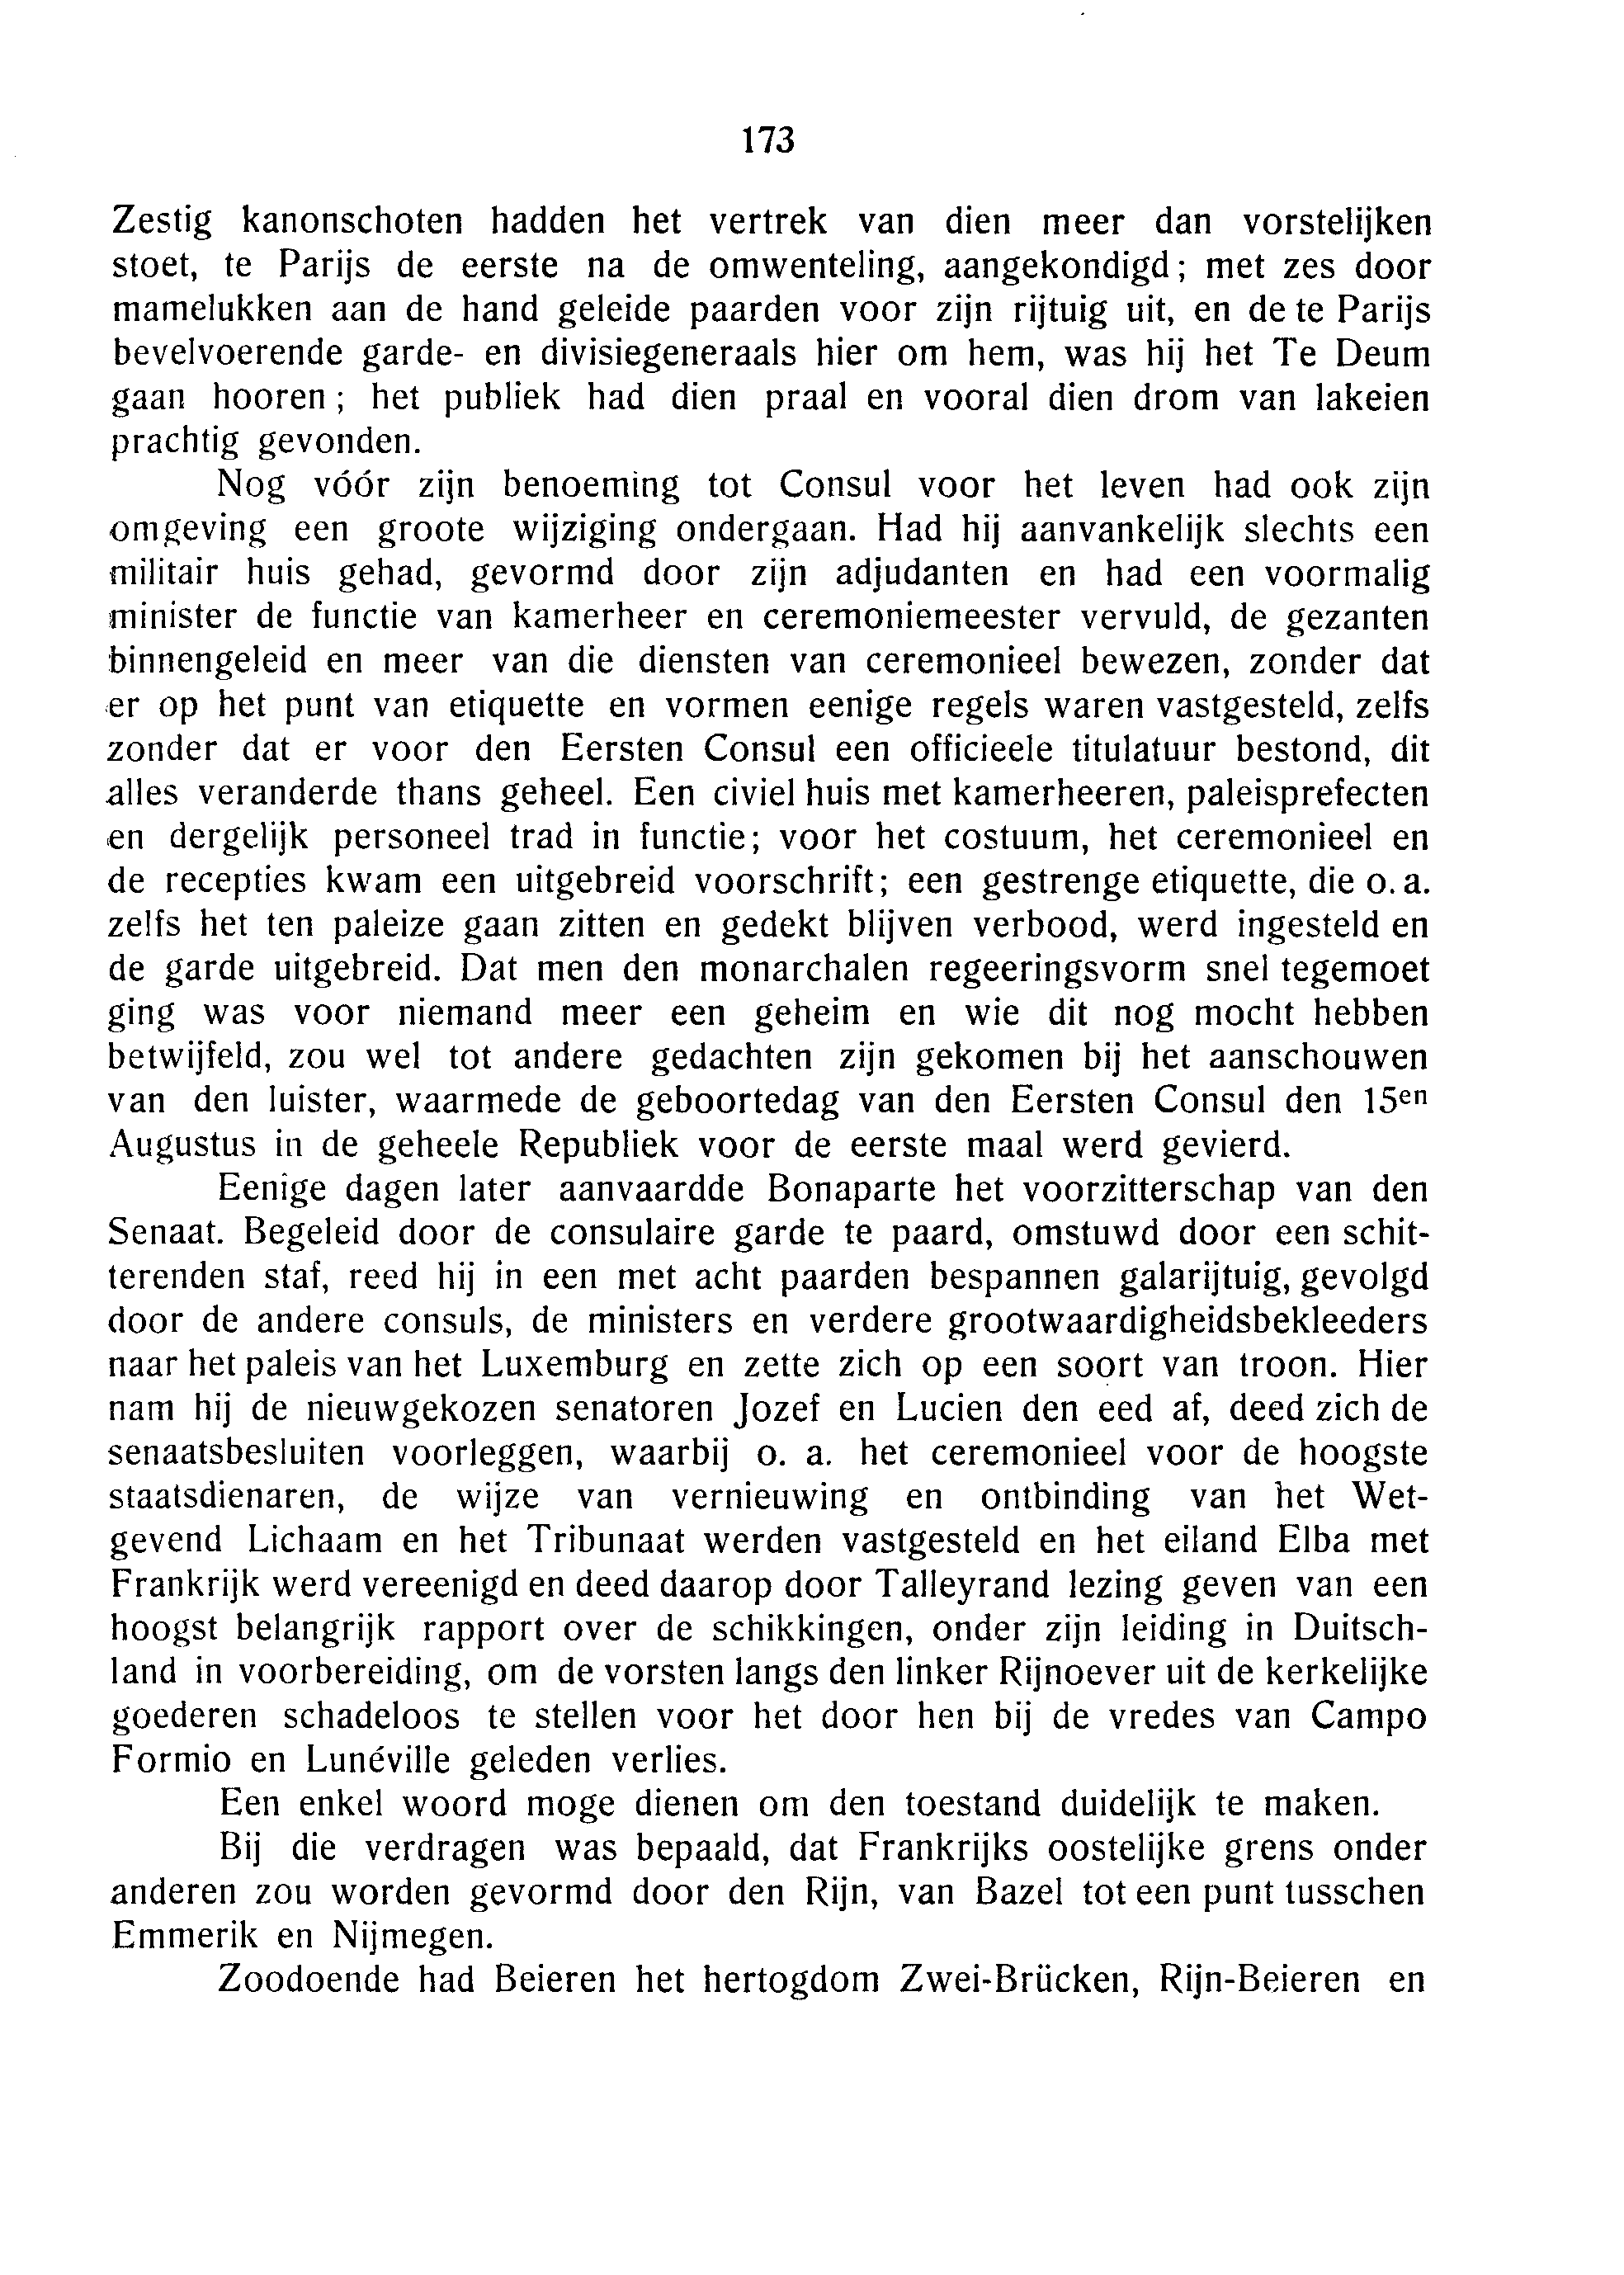 173
Zestig kanonschoten hadden het vertrek van dien meer dan vorstelijken
stoet, te Parijs de eerste na de omwenteling, aangekondigd; met zes door
mamelukken aan de hand geleide paarden voor zijn rijtuig uit, en de te Parijs
bevelvoerende garde- en divisiegeneraals hier om hem, was hij het Te Deum
gaan hooren; het publiek had dien praal en vooral dien drom van lakeien
prachtig gevonden.
Nog vóór zijn benoeming tot Consul voor het leven had ook zijn
omgeving een groote wijziging ondergaan. Had hij aanvankelijk slechts een
militair huis gehad, gevormd door zijn adjudanten en had een voormalig
minister de functie van kamerheer en ceremoniemeester vervuld, de gezanten
binnengeleid en meer van die diensten van ceremonieel bewezen, zonder dat
er op het punt van etiquette en vormen eenige regels waren vastgesteld, zelfs
zonder dat er voor den Eersten Consul een officieele titulatuur bestond, dit
alles veranderde thans geheel. Een civiel huis met kamerheeren, paleisprefecten
en dergelijk personeel trad in functie; voor het costuum, het ceremonieel en
de recepties kwam een uitgebreid voorschrift; een gestrenge etiquette, die o. a.
zelfs het ten paleize gaan zitten en gedekt blijven verbood, werd ingesteld en
de garde uitgebreid. Dat men den monarchalen regeeringsvorm snel tegemoet
ging was voor niemand meer een geheim en wie dit nog mocht hebben
betwijfeld, zou wel tot andere gedachten zijn gekomen bij het aanschouwen
van den luister, waarmede de geboortedag van den Eersten Consul den 15en
Augustus in de geheele Republiek voor de eerste maal werd gevierd.
Eenige dagen later aanvaardde Bonaparte het voorzitterschap van den
Senaat. Begeleid door de consulaire garde te paard, omstuwd door een schit-
terenden staf, reed hij in een met acht paarden bespannen galarijtuig, gevolgd
door de andere consuls, de ministers en verdere grootwaardigheidsbekleeders
naar het paleis van het Luxemburg en zette zich op een soort van troon. Hier
nam hij de nieuwgekozen senatoren Jozef en Lucien den eed af, deed zich de
senaatsbesluiten voorleggen, waarbij o. a. het ceremonieel voor de hoogste
staatsdienaren, de wijze van vernieuwing en ontbinding van het Wet-
gevend Lichaam en het Tribunaat werden vastgesteld en het eiland Elba met
Frankrijk werd vereenigd en deed daarop door Talleyrand lezing geven van een
hoogst belangrijk rapport over de schikkingen, onder zijn leiding in Duitsch-
land in voorbereiding, om de vorsten langs den linker Rijnoever uit de kerkelijke
goederen schadeloos te stellen voor het door hen bij de vredes van Campo
Formio en Lunéville geleden verlies.
Een enkel woord moge dienen om den toestand duidelijk te maken.
Bij die verdragen was bepaald, dat Frankrijks oostelijke grens onder
anderen zou worden gevormd door den Rijn, van Bazel tot een punt tusschen
Emmerik en Nijmegen.
Zoodoende had Beieren het hertogdom Zwei-Brücken, Rijn-Beieren en